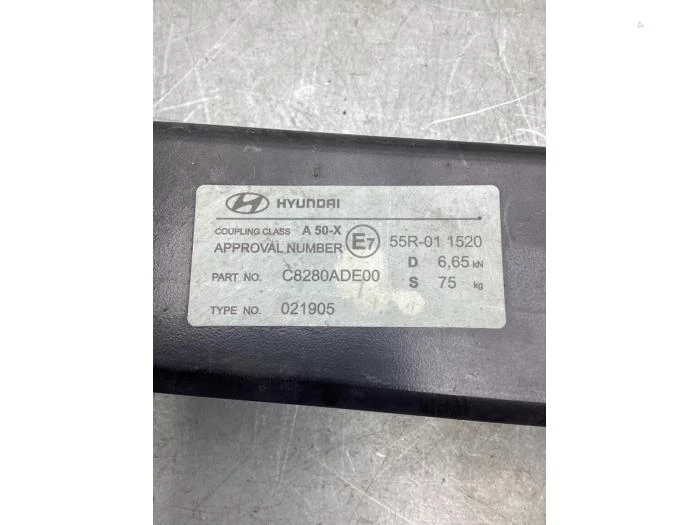 HYUNDAI
COUPLING CLASS A 50-X
APPROVAL NUMBER E7 55R-01 1520
D 6,65 kN
PART NO. C8280ADE00 S 75 kg
TYPE NO. 021905